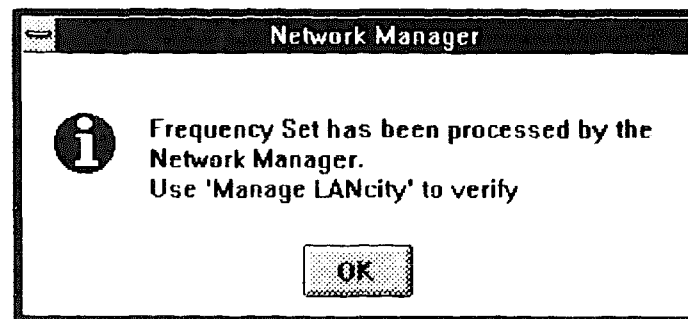 Network Manager
Frequency Set has been processed by the
Network Manager.
Use 'Manage LANcity' to verify
OK